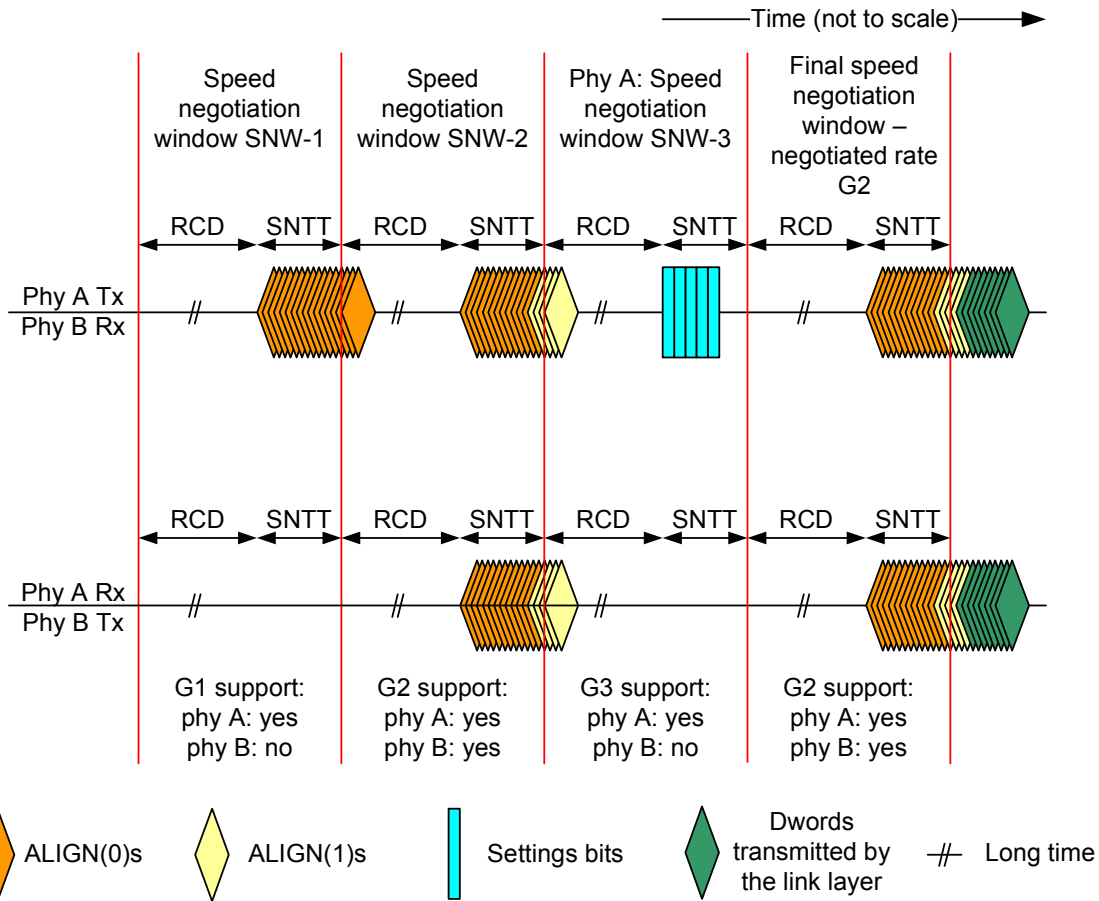 Time (not to scale)
Speed
negotiation
window SNW-1
Speed
negotiation
window SNW-2
Phy A: Speed
negotiation
window SNW-3
Final speed
negotiation
window –
negotiated rate
G2
RCD SNTT RCD SNTT RCD SNTT RCD SNTT
Phy A Tx
Phy B Rx
RCD SNTT RCD SNTT RCD SNTT RCD SNTT
Phy A Rx
Phy B Tx
G1 support:
phy A: yes
phy B: no
G2 support:
phy A: yes
phy B: yes
G3 support:
phy A: yes
phy B: no
G2 support:
phy A: yes
phy B: yes
ALIGN(0)s
ALIGN(1)s
Settings bits
Dwords
transmitted by
the link layer
Long time